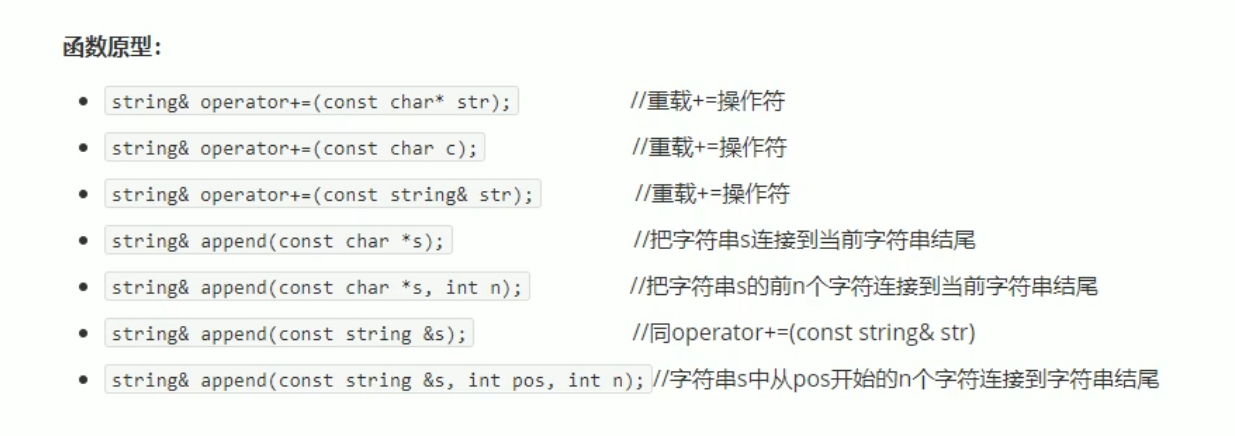 函数原型：
string& operator+=(const char* str); //重载+=操作符
string& operator+=(const char c); //重载+=操作符
string& operator+=(const string& str); //重载+=操作符
string& append(const char *s); //把字符串s连接到当前字符串结尾
string& append(const char *s, int n); //把字符串s的前n个字符连接到当前字符串结尾
string& append(const string &s); //同operator+=(const string& str)
string& append(const string &s, int pos, int n); //字符串s中从pos开始的n个字符连接到字符串结尾